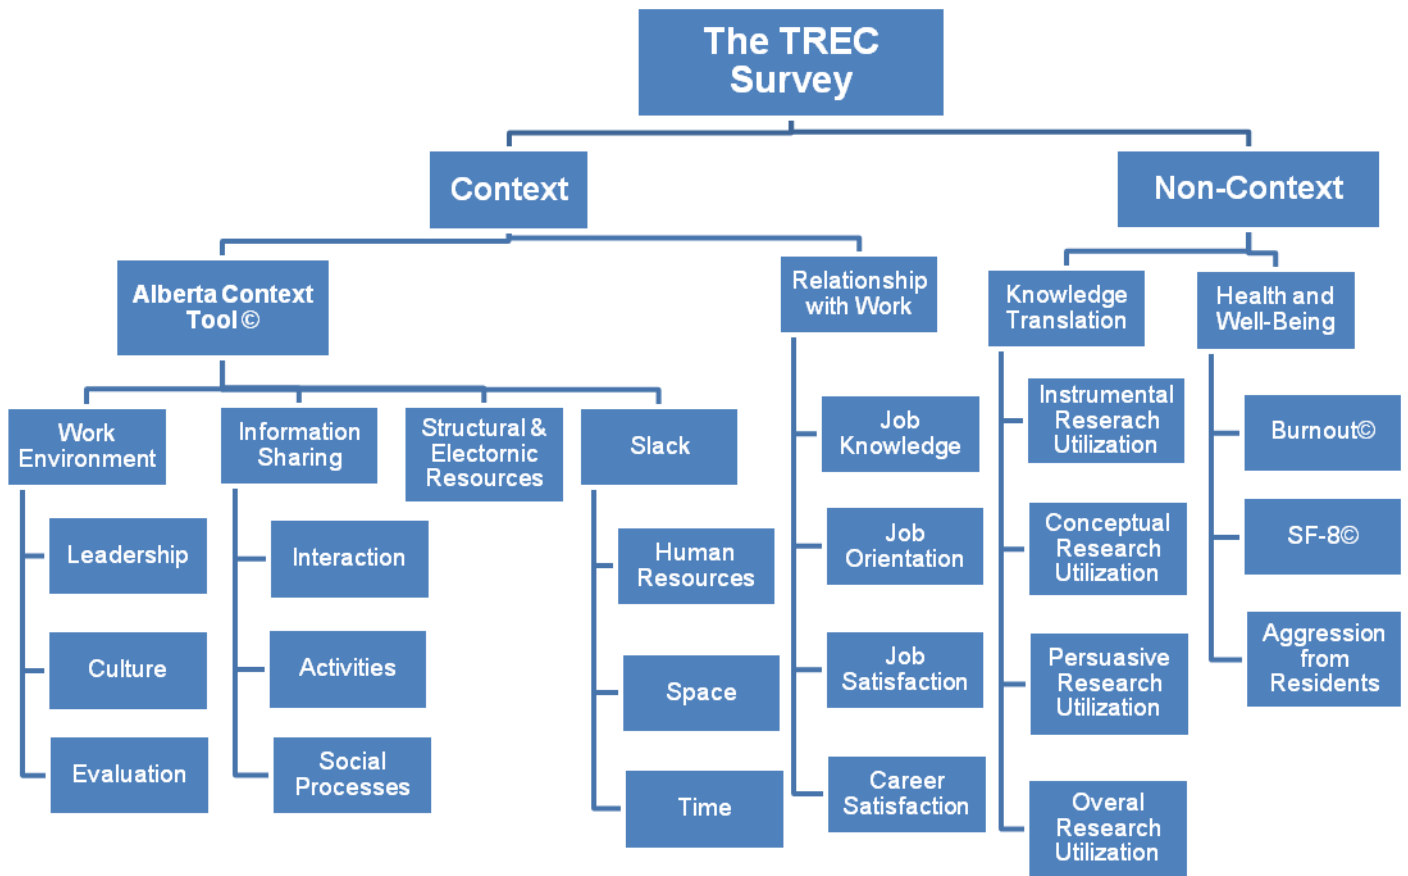 The TREC
Survey
Context
Non-Context
Alberta Context
Tool ©
Relationship
with Work
Knowledge
Translation
Health and
Well-Being
Work
Environment
Information
Sharing
Structural &
Electornic
Resources
Slack
Leadership
Culture
Evaluation
Interaction
Activities
Social
Processes
Human
Resources
Space
Time
Job
Knowledge
Job
Orientation
Job
Satisfaction
Career
Satisfaction
Instrumental
Reserach
Utilization
Conceptual
Research
Utilization
Persuasive
Research
Utilization
Overal
Research
Utilization
Burnout©
SF-8©
Aggression
from
Residents